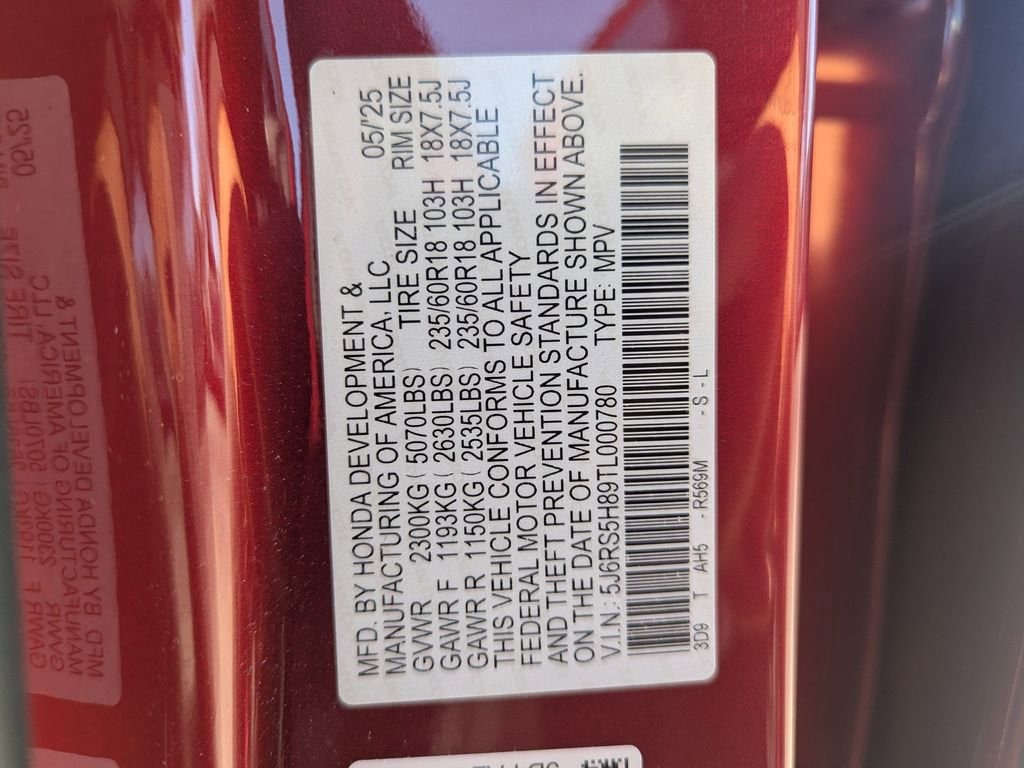 MFD. BY HONDA DEVELOPMENT &
MANUFACTURING OF AMERICA, LLC 05/'25
GVWR 2300KG ( 5070LBS) TIRE SIZE RIM SIZE
GAWR F 1193KG ( 2630LBS) 235/60R18 103H 18X7.5J
GAWR R 1150KG ( 2535LBS) 235/60R18 103H 18X7.5J
THIS VEHICLE CONFORMS TO ALL APPLICABLE
FEDERAL MOTOR VEHICLE SAFETY
AND THEFT PREVENTION STANDARDS IN EFFECT
ON THE DATE OF MANUFACTURE SHOWN ABOVE.
V.I.N.: 5J6RS5H89TL000780 TYPE: MPV
3D9 T AH5 - R569M - S - L